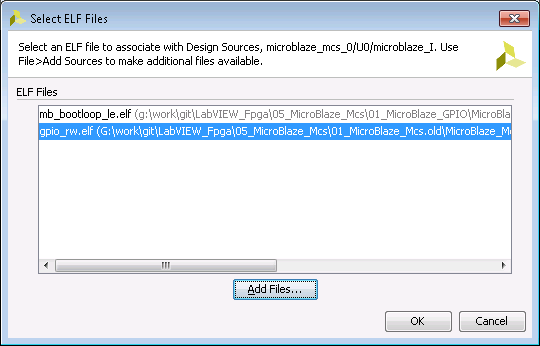 Select ELF Files
Select an ELF file to associate with Design Sources, microblaze_mcs_0/U0/microblaze_I. Use
File>Add Sources to make additional files available.
ELF Files
mb_bootloop_le.elf (g:\work\git\LabVIEW_Fpga\05_MicroBlaze_Mcs\01_MicroBlaze_GPIO\MicroBla
gpio_rw.elf (G:\work\git\LabVIEW_Fpga\05_MicroBlaze_Mcs\01_MicroBlaze_Mcs.old\MicroBlaze_Mc
Add Files...
OK
Cancel